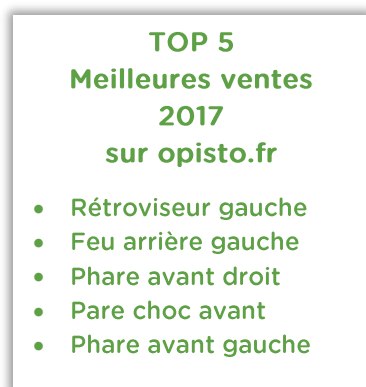 TOP 5
Meilleures ventes
2017
sur opisto.fr
• Rétroviseur gauche
• Feu arrière gauche
• Phare avant droit
• Pare choc avant
• Phare avant gauche